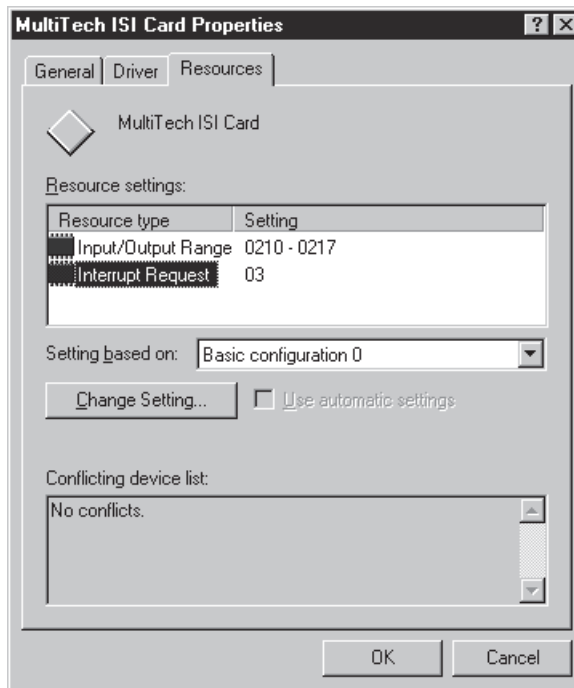 MultiTech ISI Card Properties
General Driver Resources
MultiTech ISI Card
Resource settings:
Resource type Setting
Input/Output Range 0210 - 0217
Interrupt Request 03
Setting based on: Basic configuration 0
Change Setting... Use automatic settings
Conflicting device list:
No conflicts.
OK Cancel